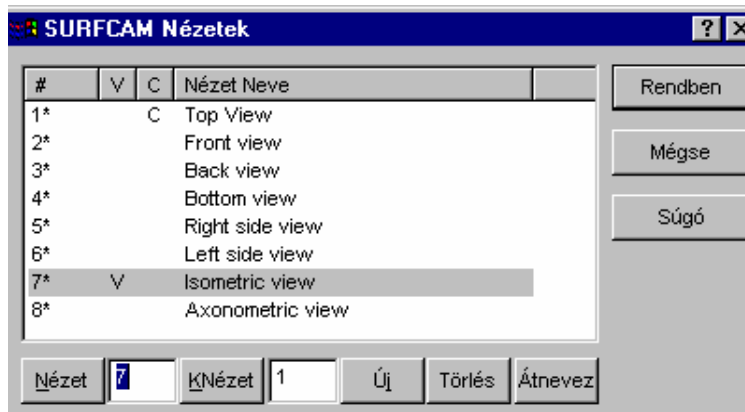 SURFCAM Nézetek
# V C Nézet Neve
1* C Top View
2* Front view
3* Back view
4* Bottom view
5* Right side view
6* Left side view
7* V Isometric view
8* Axonometric view
Rendben
Mégse
Súgó
Nézet 7 KNézet 1 Új Törlés Átnevez